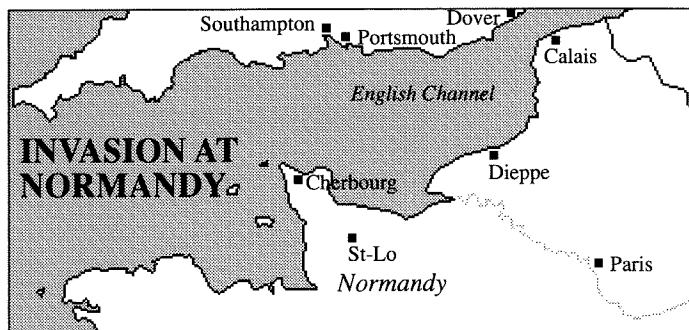 Dover
Southampton
Portsmouth
Calais
English Channel
INVASION AT
NORMANDY
Dieppe
Cherbourg
St-Lo
Paris
Normandy